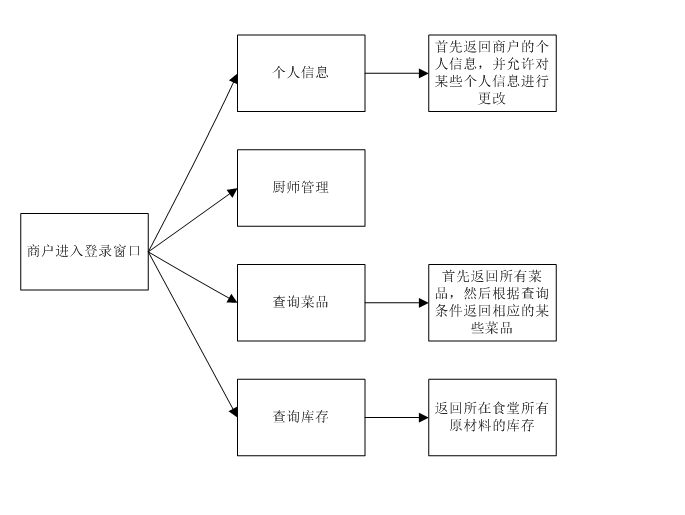 个人信息
首先返回商户的个
人信息，并允许对
某些个人信息进行
更改
厨师管理
商户进入登录窗口
查询菜品
首先返回所有菜
品，然后根据查询
条件返回相应的某
些菜品
查询库存
返回所在食堂所有
原材料的库存